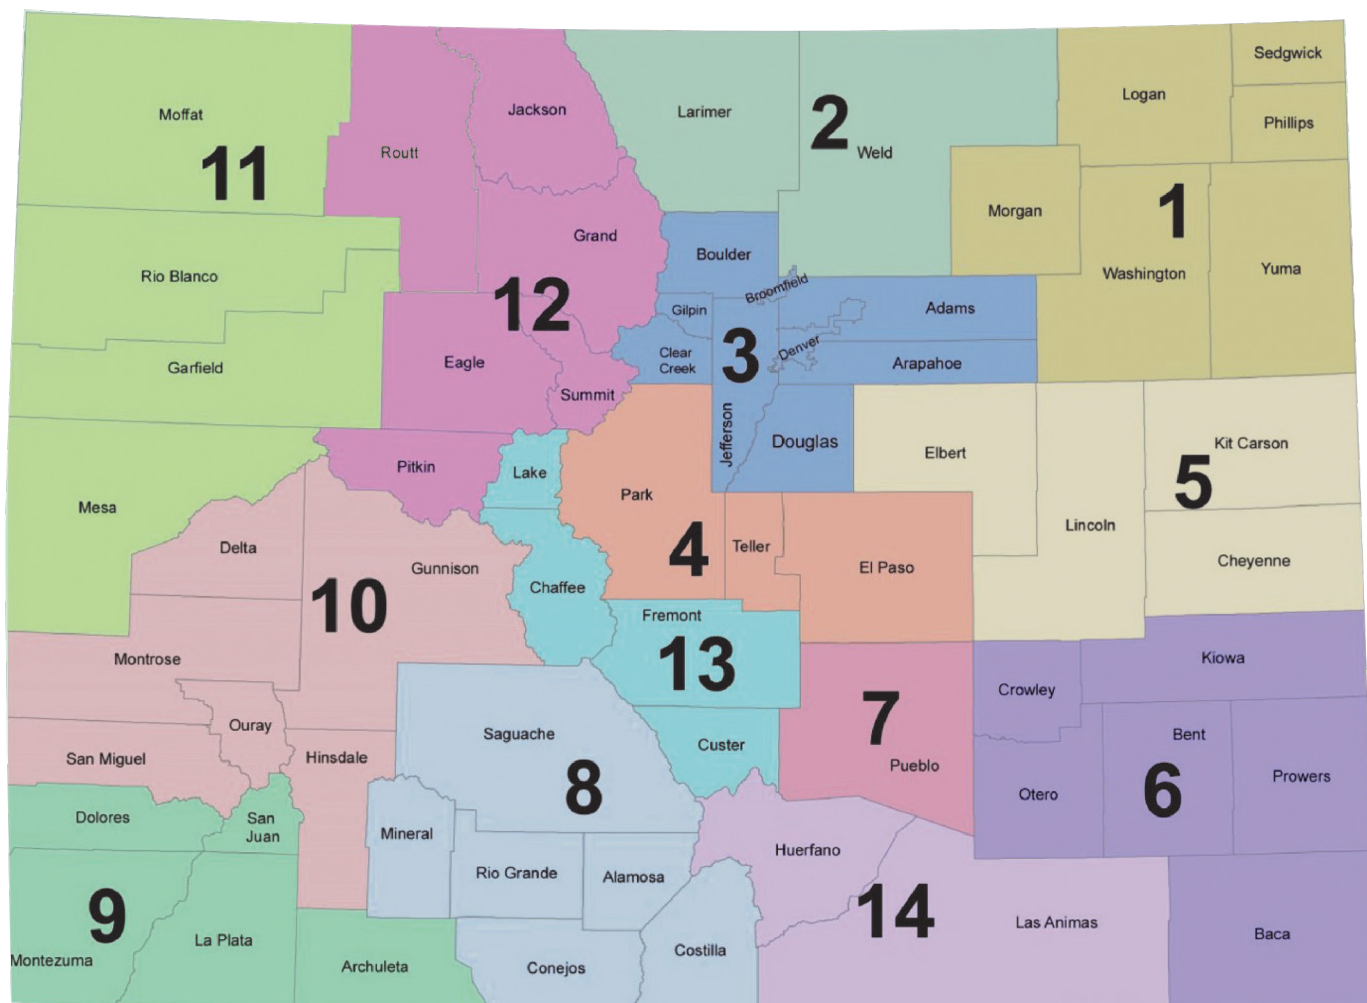 Moffat
11
Routt
Jackson
Larimer
2
Weld
Logan
Sedgwick
Phillips
Morgan
1
Washington
Yuma
Rio Blanco
Garfield
Grand
12
Eagle
Summit
Pitkin
Boulder
Broomfield
Gilpin
Clear
Creek
3
Denver
Adams
Arapahoe
Jefferson
Douglas
Elbert
Lincoln
Kit Carson
5
Cheyenne
Mesa
Delta
Gunnison
10
Montrose
Ouray
San Miguel
Hinsdale
Lake
Chaffee
Park
4
Teller
El Paso
Fremont
13
Custer
7
Pueblo
Crowley
Kiowa
Otero
Bent
6
Prowers
Baca
Saguache
8
Mineral
Rio Grande
Alamosa
Conejos
Costilla
Dolores
San
Juan
9
Montezuma
La Plata
Archuleta
Huerfano
14
Las Animas